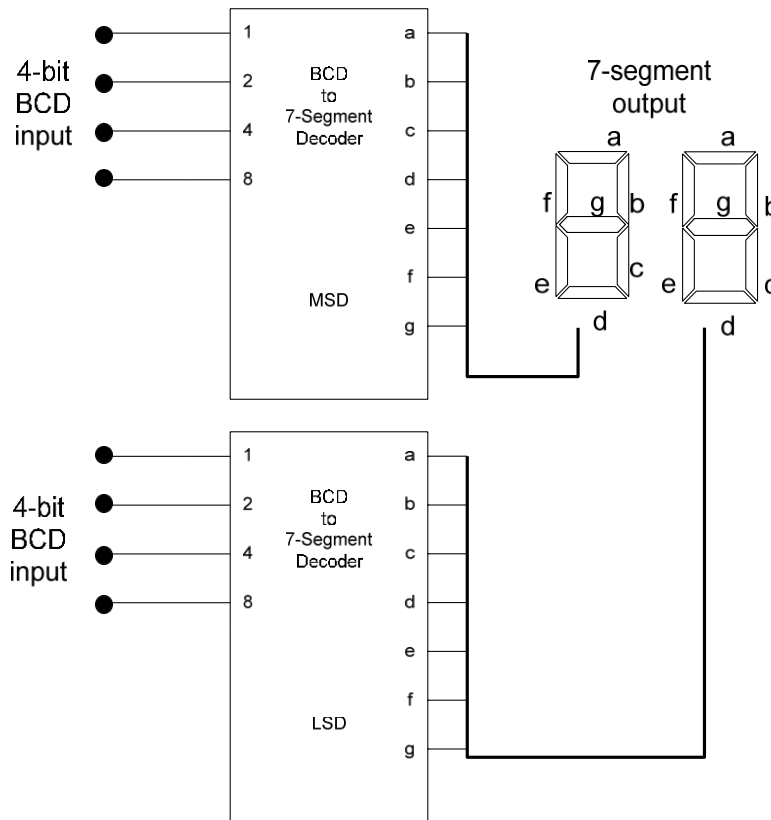 4-bit
BCD
input
1
2
4
8
BCD
to
7-Segment
Decoder
MSD
a
b
c
d
e
f
g
7-segment
output
a
f
g
b
e
c
d
a
f
g
b
e
c
d
4-bit
BCD
input
1
2
4
8
BCD
to
7-Segment
Decoder
LSD
a
b
c
d
e
f
g